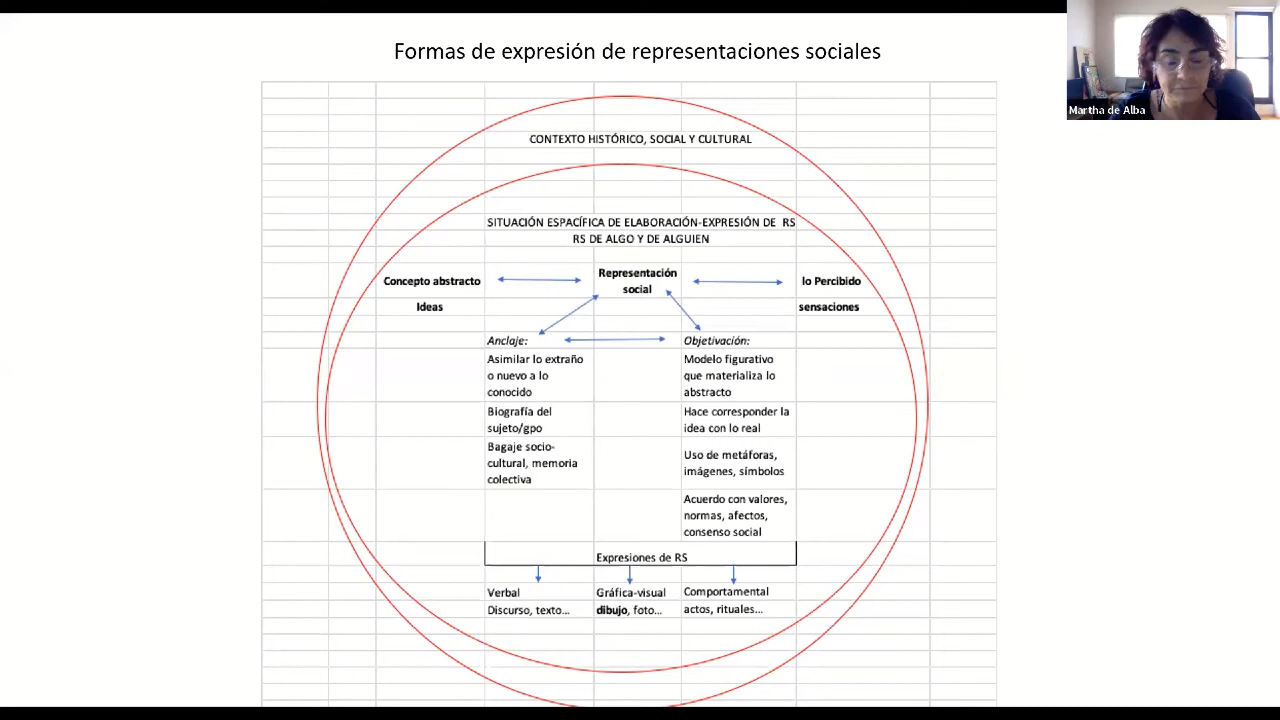 Formas de expresión de representaciones sociales
Martha de Alba
CONTEXTO HISTÓRICO, SOCIAL Y CULTURAL
SITUACIÓN ESPACÍFICA DE ELABORACIÓN-EXPRESIÓN DE RS
RS DE ALGO Y DE ALGUIEN
Concepto abstracto
Ideas
Representación
social
lo Percibido
sensaciones
Anclaje:
Asimilar lo extraño
o nuevo a lo
conocido
Biografía del
sujeto/gpo
Bagaje socio-
cultural, memoria
colectiva
Objetivación:
Modelo figurativo
que materializa lo
abstracto
Hace corresponder la
idea con lo real
Uso de metáforas,
imágenes, símbolos
Acuerdo con valores,
normas, afectos,
consenso social
Expresiones de RS
Verbal
Discurso, texto...
Gráfica-visual
dibujo, foto...
Comportamental
actos, rituales...